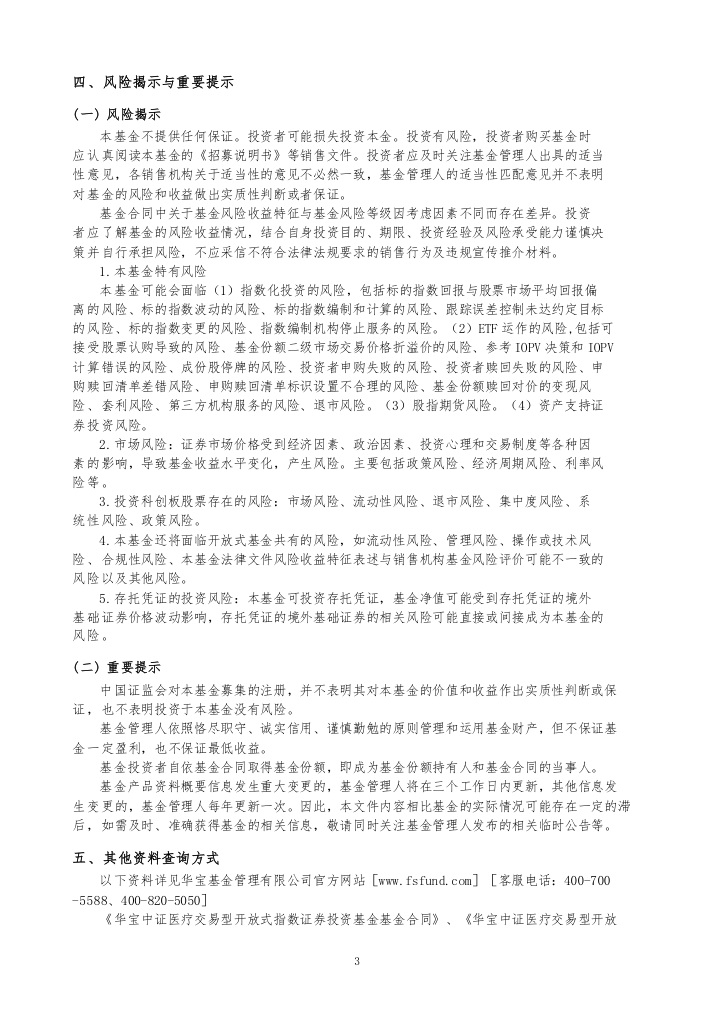 四、风险揭示与重要提示
(一) 风险揭示
本基金不提供任何保证。投资者可能损失投资本金。投资有风险，投资者购买基金时
应认真阅读本基金的《招募说明书》等销售文件。投资者应及时关注基金管理人出具的适当
性意见，各销售机构关于适当性的意见不必然一致，基金管理人的适当性匹配意见并不表明
对基金的风险和收益做出实质性判断或者保证。
基金合同中关于基金风险收益特征与基金风险等级因考虑因素不同而存在差异。投资
者应了解基金的风险收益情况，结合自身投资目的、期限、投资经验及风险承受能力谨慎决
策并自行承担风险，不应采信不符合法律法规要求的销售行为及违规宣传推介材料。
1.本基金特有风险
本基金可能会面临（1）指数化投资的风险，包括标的指数回报与股票市场平均回报偏
离的风险、标的指数波动的风险、标的指数编制和计算的风险、跟踪误差控制未达约定目标
的风险、标的指数变更的风险、指数编制机构停止服务的风险。（2）ETF 运作的风险,包括可
接受股票认购导致的风险、基金份额二级市场交易价格折溢价的风险、参考 IOPV 决策和 IOPV
计算错误的风险、成份股停牌的风险、投资者申购失败的风险、投资者赎回失败的风险、申
购赎回清单差错风险、申购赎回清单标识设置不合理的风险、基金份额赎回对价的变现风
险、套利风险、第三方机构服务的风险、退市风险。（3）股指期货风险。（4）资产支持证
券投资风险。
2.市场风险：证券市场价格受到经济因素、政治因素、投资心理和交易制度等各种因
素的影响，导致基金收益水平变化，产生风险。主要包括政策风险、经济周期风险、利率风
险等。
3.投资科创板股票存在的风险：市场风险、流动性风险、退市风险、集中度风险、系
统性风险、政策风险。
4.本基金还将面临开放式基金共有的风险，如流动性风险、管理风险、操作或技术风
险、合规性风险、本基金法律文件风险收益特征表述与销售机构基金风险评价可能不一致的
风险以及其他风险。
5.存托凭证的投资风险：本基金可投资存托凭证，基金净值可能受到存托凭证的境外
基础证券价格波动影响，存托凭证的境外基础证券的相关风险可能直接或间接成为本基金的
风险。
(二) 重要提示
中国证监会对本基金募集的注册，并不表明其对本基金的价值和收益作出实质性判断或保
证，也不表明投资于本基金没有风险。
基金管理人依照恪尽职守、诚实信用、谨慎勤勉的原则管理和运用基金财产，但不保证基
金一定盈利，也不保证最低收益。
基金投资者自依基金合同取得基金份额，即成为基金份额持有人和基金合同的当事人。
基金产品资料概要信息发生重大变更的，基金管理人将在三个工作日内更新，其他信息发
生变更的，基金管理人每年更新一次。因此，本文件内容相比基金的实际情况可能存在一定的滞
后，如需及时、准确获得基金的相关信息，敬请同时关注基金管理人发布的相关临时公告等。
五、其他资料查询方式
以下资料详见华宝基金管理有限公司官方网站［www.fsfund.com］［客服电话：400-700
-5588、400-820-5050］
《华宝中证医疗交易型开放式指数证券投资基金基金合同》、《华宝中证医疗交易型开放
3